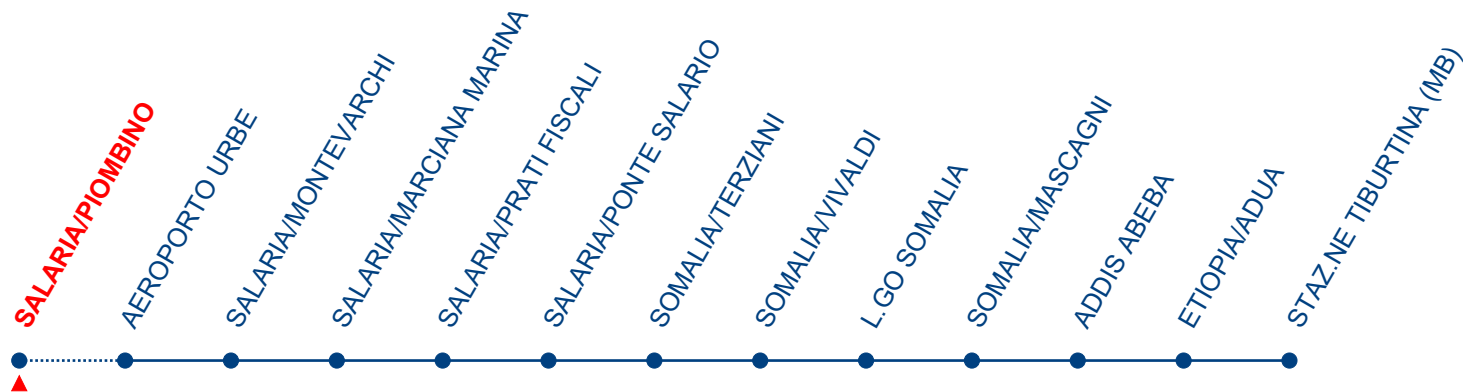 SALARIA/PIOMBINO
AEROPORTO URBE
SALARIA/MONTEVARCHI
SALARIA/MARCIANA MARINA
SALARIA/PRATI FISCALI
SALARIA/PONTE SALARIO
SOMALIA/TERZIANI
SOMALIA/VIVALDI
L.GO SOMALIA
SOMALIA/MASCAGNI
ADDIS ABEBA
ETIOPIA/ADUA
STAZ.NE TIBURTINA (MB)